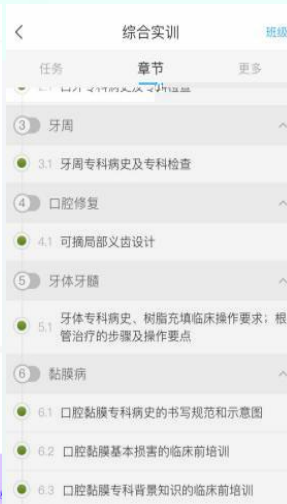 综合实训
班级
任务
章节
更多
3 牙周
3.1 牙周专科病史及专科检查
4 口腔修复
4.1 可摘局部义齿设计
5 牙体牙髓
5.1 牙体专科病史、树脂充填临床操作要求；根
管治疗的步骤及操作要点
6 黏膜病
6.1 口腔黏膜专科病史的书写规范和示意图
6.2 口腔黏膜基本损害的临床前培训
6.3 口腔黏膜专科背景知识的临床前培训